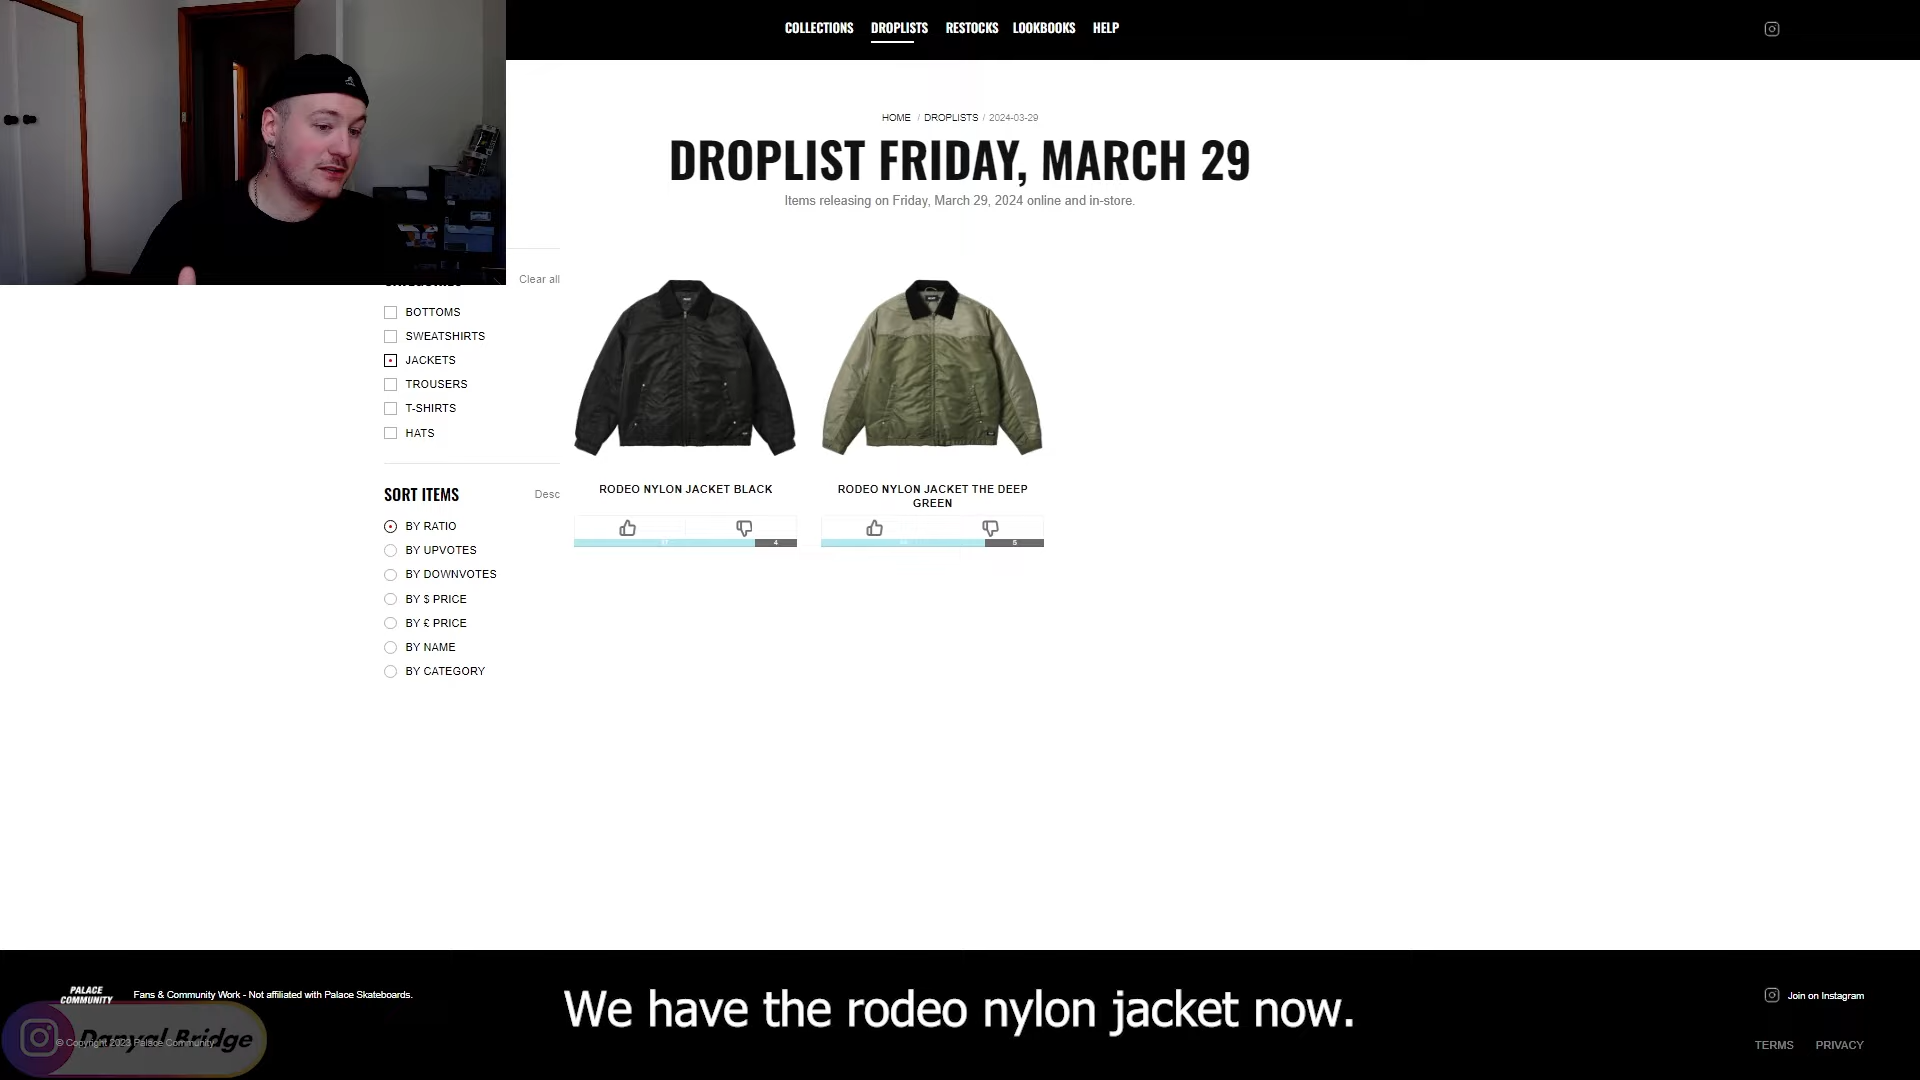 COLLECTIONS DROPLISTS RESTOCKS LOOKBOOKS HELP
HOME / DROPLISTS / 2024-03-29
DROPLIST FRIDAY, MARCH 29
Items releasing on Friday, March 29, 2024 online and in-store.
Clear all
BOTTOMS
SWEATSHIRTS
JACKETS
TROUSERS
T-SHIRTS
HATS
SORT ITEMS Desc
BY RATIO
BY UPVOTES
BY DOWNVOTES
BY $ PRICE
BY £ PRICE
BY NAME
BY CATEGORY
RODEO NYLON JACKET BLACK
17 4
RODEO NYLON JACKET THE DEEP
GREEN
5
PALACE
COMMUNITY
Fans & Community Work - Not affiliated with Palace Skateboards.
We have the rodeo nylon jacket now.
Join on Instagram
Danyal Bridge
© Copyright 2023 Palace Community
TERMS PRIVACY